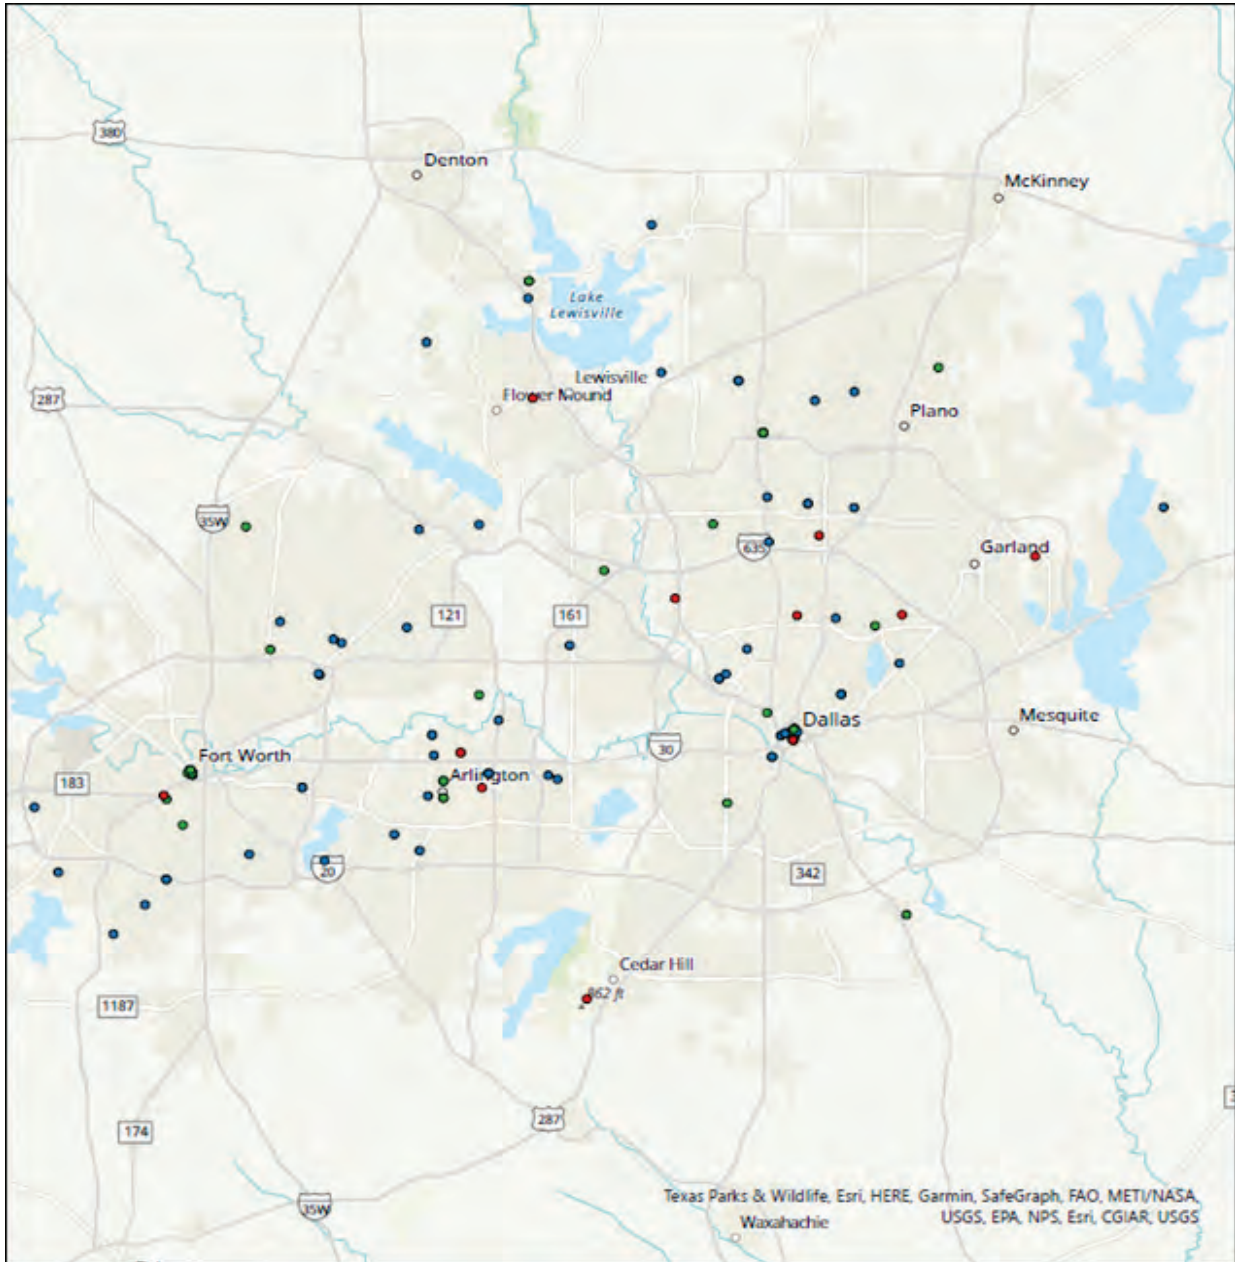 380
Denton
McKinney
Lake
Lewisville
Lewisville
287
Flower Mound
Plano
35W
635
Garland
121
161
Dallas
Mesquite
Fort Worth
30
183
Arlington
20
342
Cedar Hill
862 ft
1187
287
174
35W
Texas Parks & Wildlife, Esri, HERE, Garmin, SafeGraph, FAO, METI/NASA,
USGS, EPA, NPS, Esri, CGIAR, USGS
Waxahachie